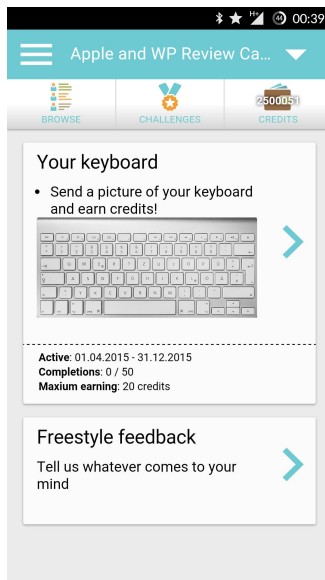 H+ 44 00:39
Apple and WP Review Ca...
BROWSE CHALLENGES CREDITS
2500051
Your keyboard
• Send a picture of your keyboard
and earn credits!
Active: 01.04.2015 - 31.12.2015
Completions: 0 / 50
Maxium earning: 20 credits
Freestyle feedback
Tell us whatever comes to your
mind